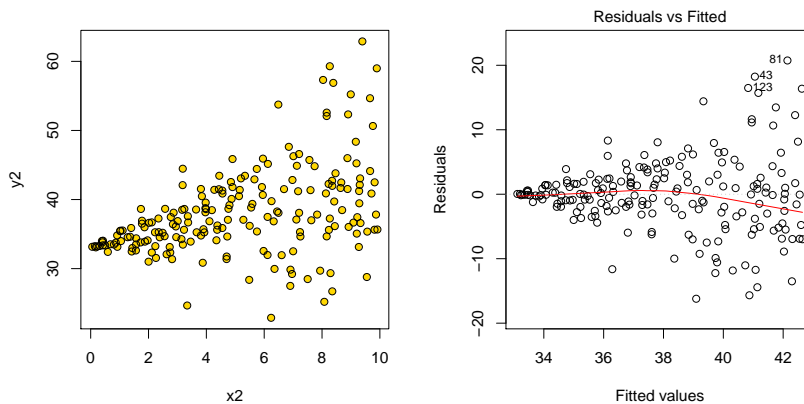 60
50
40
30
y2
0 2 4 6 8 10
x2
Residuals vs Fitted
20
10
0
−10
−20
Residuals
81
43
123
34 36 38 40 42
Fitted values